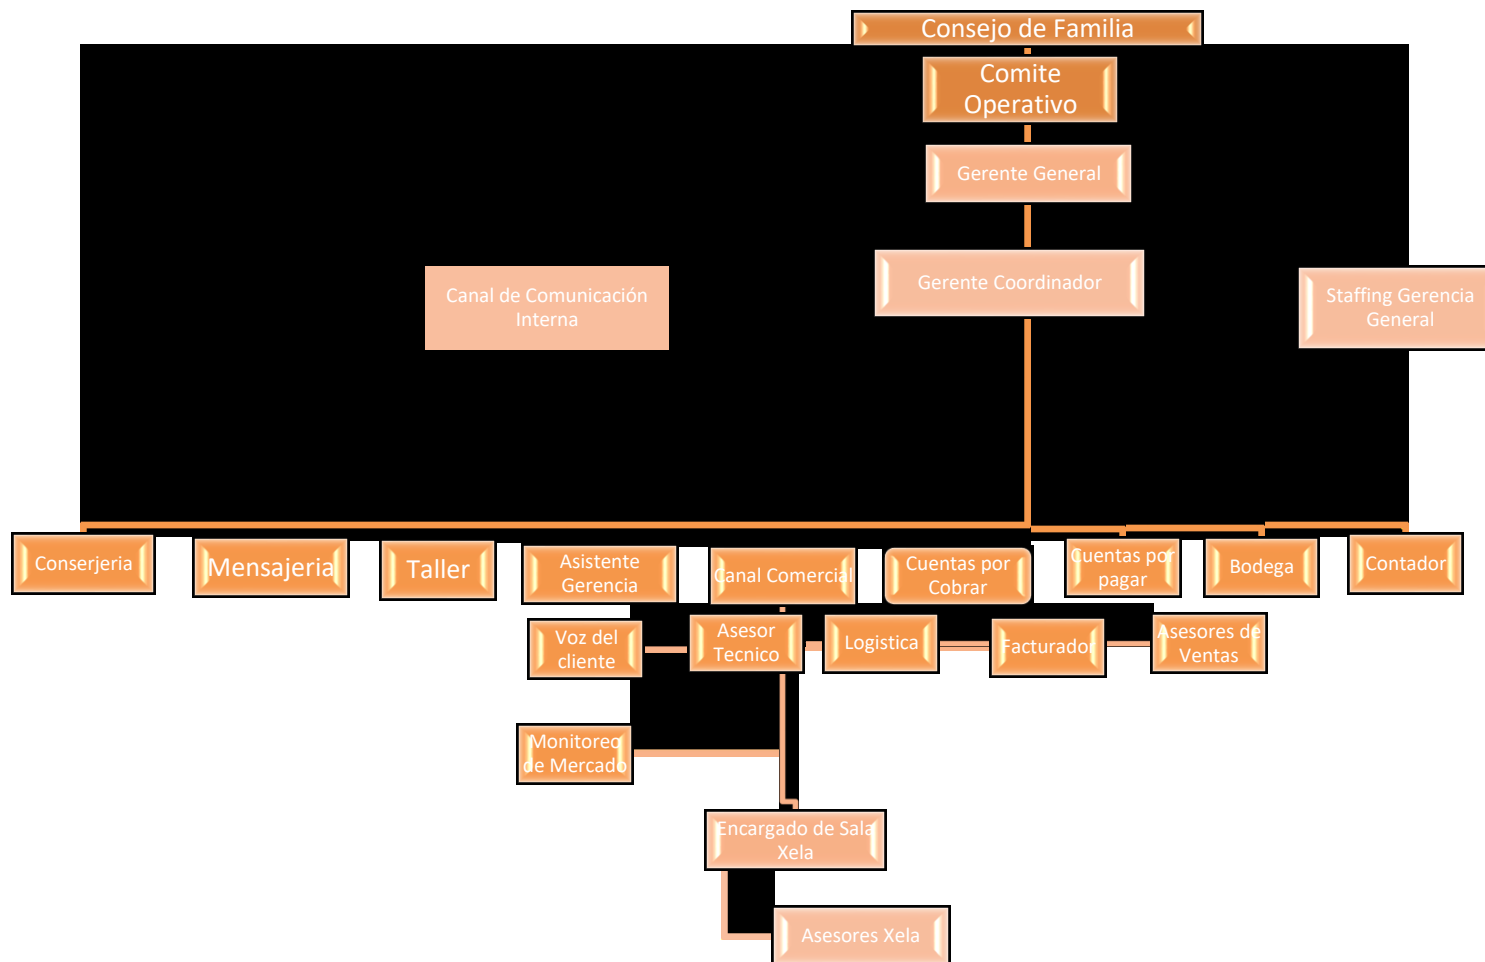 Consejo de Familia
Comite
Operativo
Gerente General
Gerente Coordinador
Canal de Comunicación
Interna
Staffing Gerencia
General
Conserjeria
Mensajeria
Taller
Asistente
Gerencia
Canal Comercial
Cuentas por
Cobrar
Cuentas por
pagar
Bodega
Contador
Voz del
cliente
Asesor
Tecnico
Logistica
Facturador
Asesores de
Ventas
Monitoreo
de Mercado
Encargado de Sala
Xela
Asesores Xela